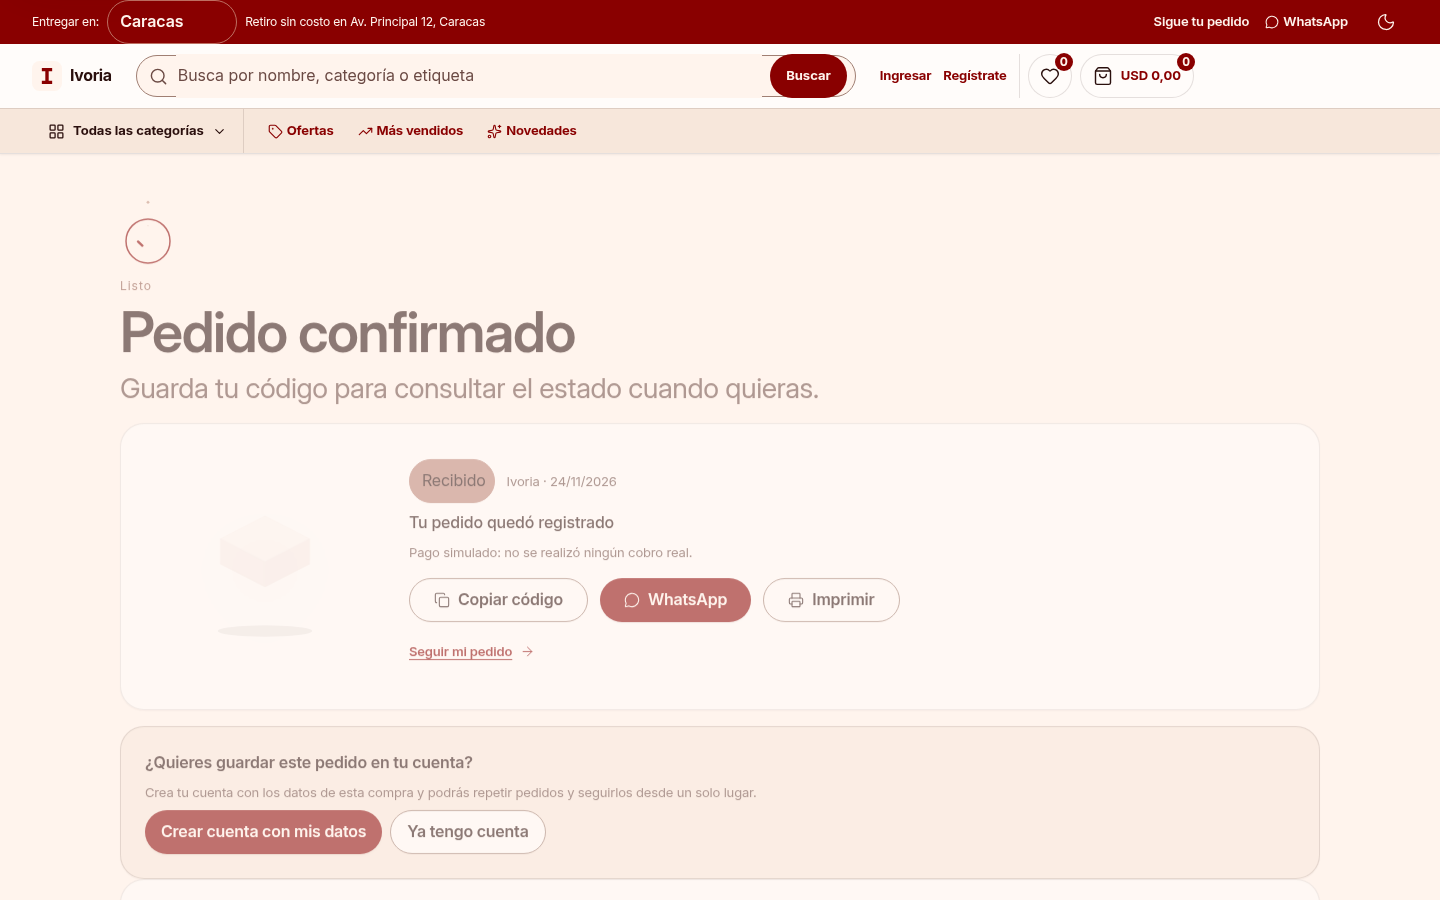 Entregar en: Caracas Retiro sin costo en Av. Principal 12, Caracas Sigue tu pedido WhatsApp
I Ivoria Busca por nombre, categoría o etiqueta Buscar Ingresar Regístrate 0 USD 0,00 0
Todas las categorías Ofertas Más vendidos Novedades
Listo
Pedido confirmado
Guarda tu código para consultar el estado cuando quieras.
Recibido Ivoria · 24/11/2026
Tu pedido quedó registrado
Pago simulado: no se realizó ningún cobro real.
Copiar código WhatsApp Imprimir
Seguir mi pedido
¿Quieres guardar este pedido en tu cuenta?
Crea tu cuenta con los datos de esta compra y podrás repetir pedidos y seguirlos desde un solo lugar.
Crear cuenta con mis datos Ya tengo cuenta